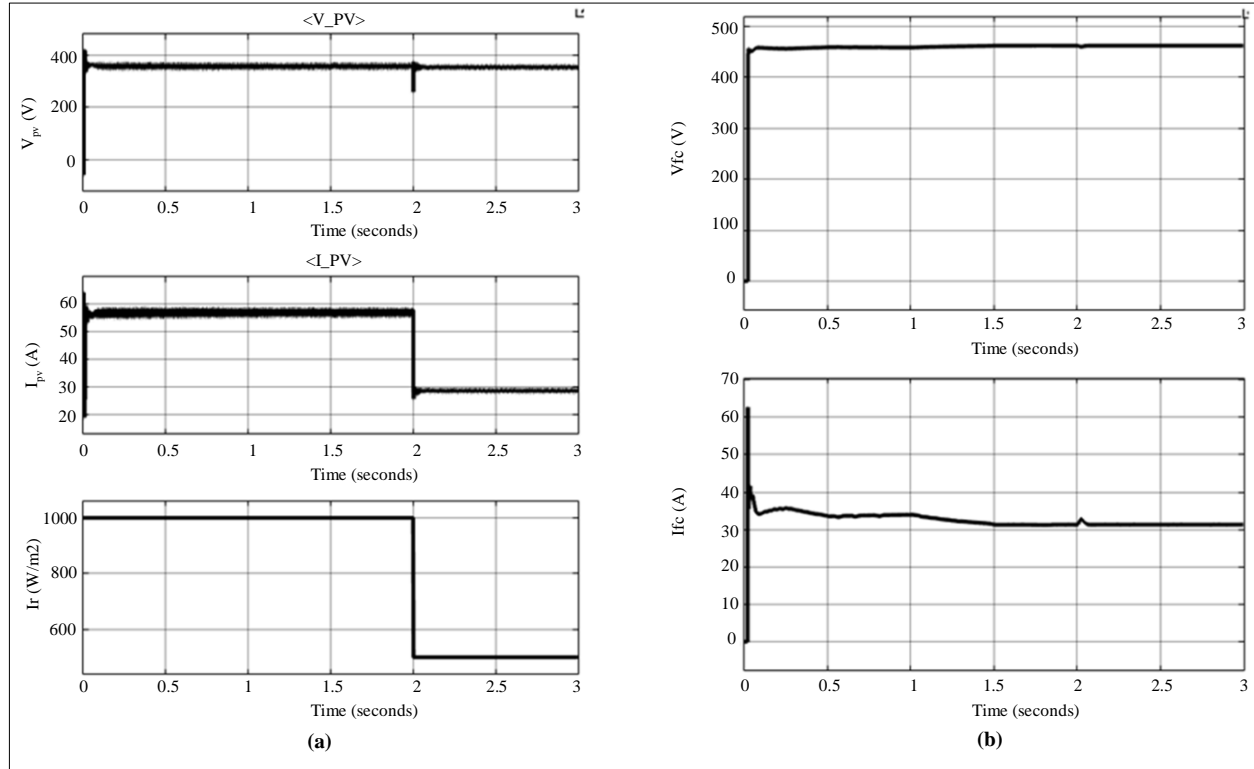 <V_PV>
400
200
0
V_pv (V)
0 0.5 1 1.5 2 2.5 3
Time (seconds)
<I_PV>
60
50
40
30
20
I_pv (A)
0 0.5 1 1.5 2 2.5 3
Time (seconds)
1000
800
600
Ir (W/m2)
0 0.5 1 1.5 2 2.5 3
Time (seconds)
(a)
500
400
300
200
100
0
Vfc (V)
0 0.5 1 1.5 2 2.5 3
Time (seconds)
70
60
50
40
30
20
10
0
Ifc (A)
0 0.5 1 1.5 2 2.5 3
Time (seconds)
(b)